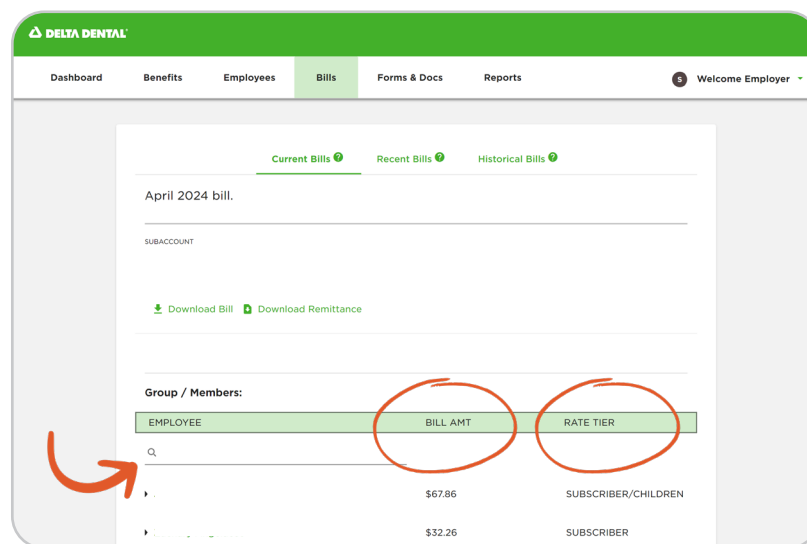 DELTA DENTAL®
Dashboard Benefits Employees Bills Forms & Docs Reports S Welcome Employer
Current Bills ? Recent Bills ? Historical Bills ?
April 2024 bill.
SUBACCOUNT
Download Bill Download Remittance
Group / Members:
EMPLOYEE BILL AMT RATE TIER
$67.86 SUBSCRIBER/CHILDREN
$32.26 SUBSCRIBER